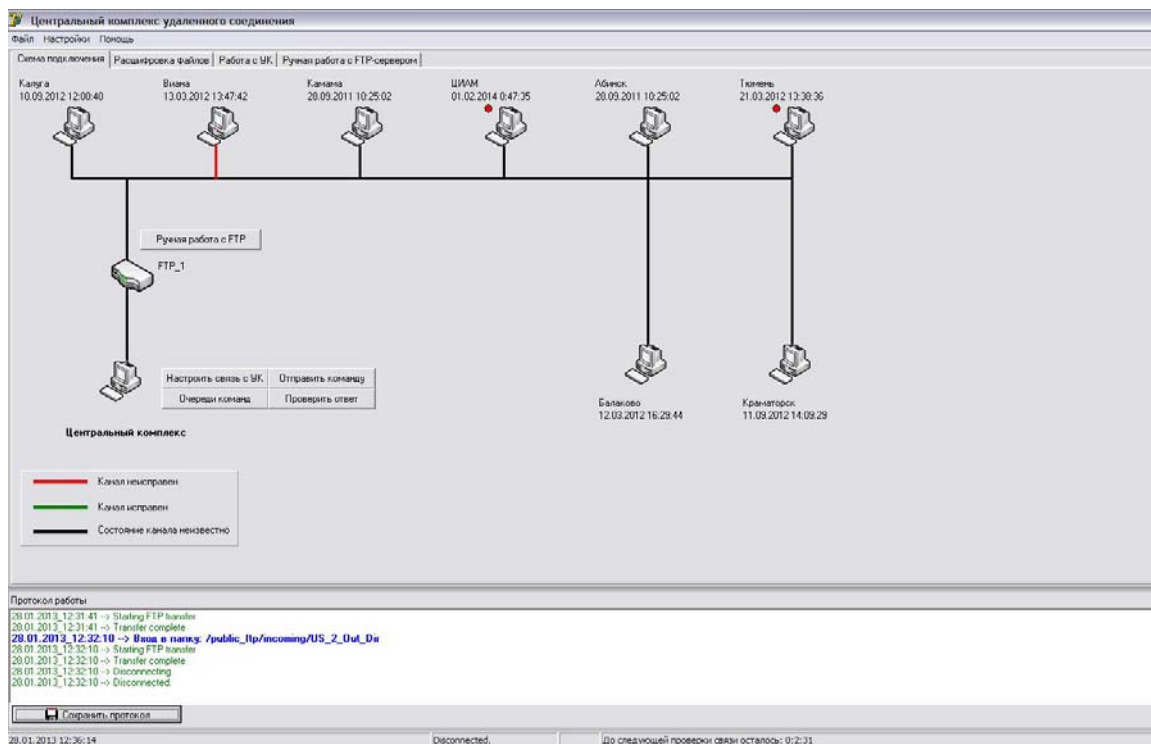 Центральный комплекс удаленного соединения
Файл Настройки Помощь
Схема подключения Расшифровка файлов Работа с УК Ручная работа с FTP-сервером
Калуга Виана Камама ЦИАМ Абинск Тюмень
10.09.2012 12:00:40 13.03.2012 13:47:42 28.09.2011 10:25:02 01.02.2014 0:47:35 28.09.2011 10:25:02 21.03.2012 13:38:36
Ручная работа с FTP
FTP_1
Настроить связь с УК Отправить команду
Очереди команд Проверить ответ
Центральный комплекс
Балаково Краматорск
12.03.2012 16:29:44 11.09.2012 14:09:29
Канал неисправен
Канал исправен
Состояние канала неизвестно
Протокол работы
28.01.2013_12:31:41 --> Starting FTP transfer
28.01.2013_12:31:41 --> Transfer complete
28.01.2013_12:32:10 --> Вход в папку: /public_ftp/incoming/US_2_Out_Dir
28.01.2013_12:32:10 --> Starting FTP transfer
28.01.2013_12:32:10 --> Transfer complete
28.01.2013_12:32:10 --> Disconnecting
28.01.2013_12:32:10 --> Disconnected.
Сохранить протокол
28.01.2013 12:36:14 Disconnected. До следующей проверки связи осталось: 0:2:31